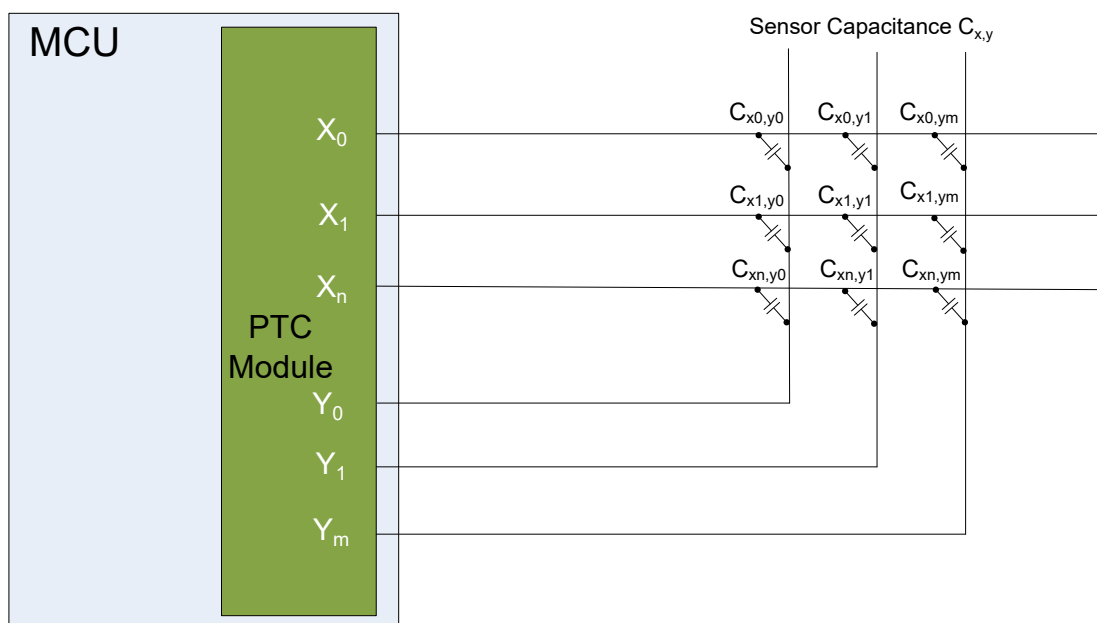 MCU
Sensor Capacitance Cx,y
X0
Cx0,y0 Cx0,y1 Cx0,ym
X1
Cx1,y0 Cx1,y1 Cx1,ym
Xn
Cxn,y0 Cxn,y1 Cxn,ym
PTC
Module
Y0
Y1
Ym